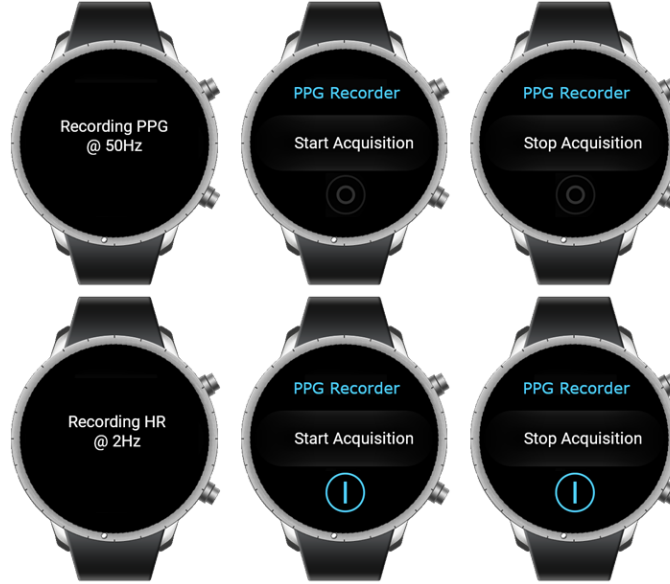 Recording PPG
@ 50Hz
PPG Recorder
Start Acquisition
PPG Recorder
Stop Acquisition
Recording HR
@ 2Hz
PPG Recorder
Start Acquisition
PPG Recorder
Stop Acquisition